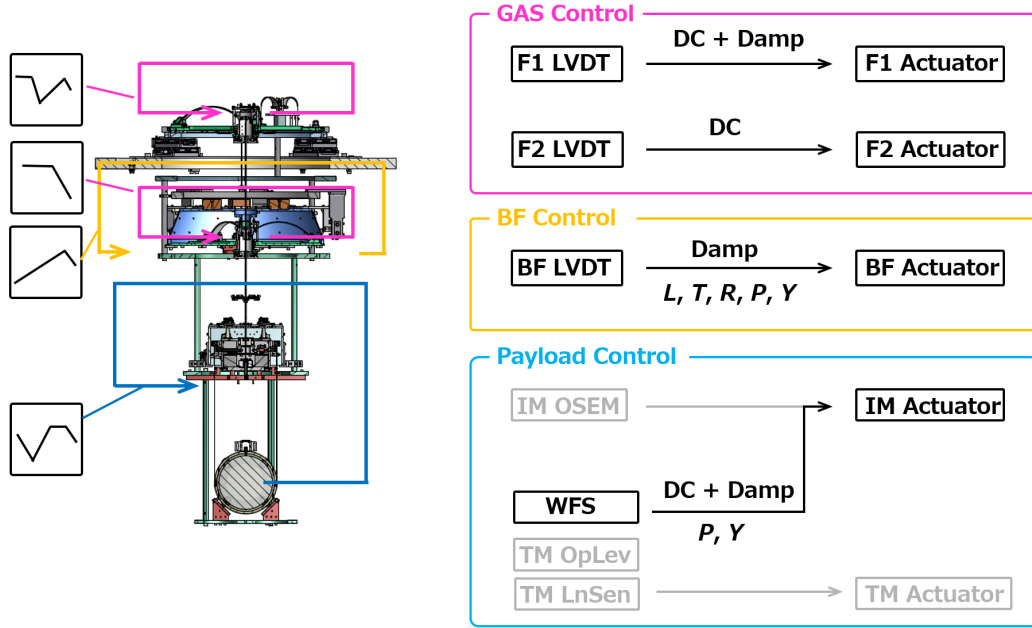 GAS Control
F1 LVDT DC + Damp F1 Actuator
F2 LVDT DC F2 Actuator
BF Control
BF LVDT Damp BF Actuator
L, T, R, P, Y
Payload Control
IM OSEM IM Actuator
WFS DC + Damp
P, Y
TM OpLev
TM LnSen TM Actuator